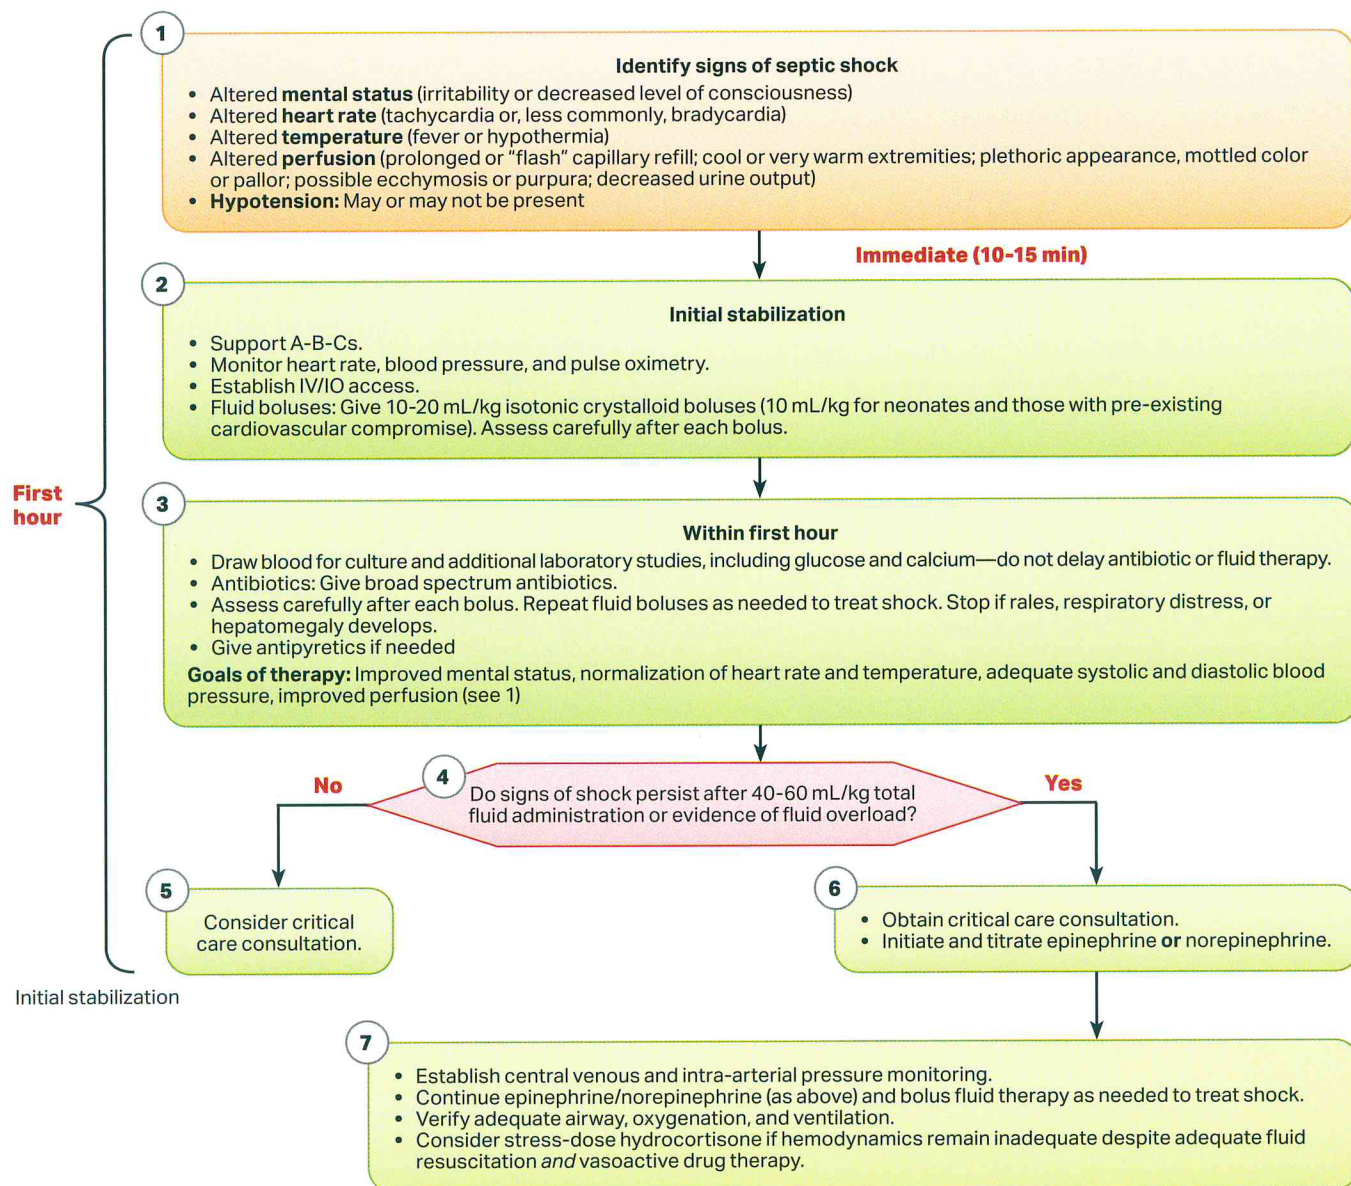 1
Identify signs of septic shock
• Altered mental status (irritability or decreased level of consciousness)
• Altered heart rate (tachycardia or, less commonly, bradycardia)
• Altered temperature (fever or hypothermia)
• Altered perfusion (prolonged or “flash” capillary refill; cool or very warm extremities; plethoric appearance, mottled color
or pallor; possible ecchymosis or purpura; decreased urine output)
• Hypotension: May or may not be present
Immediate (10-15 min)
2
Initial stabilization
• Support A-B-Cs.
• Monitor heart rate, blood pressure, and pulse oximetry.
• Establish IV/IO access.
• Fluid boluses: Give 10-20 mL/kg isotonic crystalloid boluses (10 mL/kg for neonates and those with pre-existing
cardiovascular compromise). Assess carefully after each bolus.
First
hour
3
Within first hour
• Draw blood for culture and additional laboratory studies, including glucose and calcium—do not delay antibiotic or fluid therapy.
• Antibiotics: Give broad spectrum antibiotics.
• Assess carefully after each bolus. Repeat fluid boluses as needed to treat shock. Stop if rales, respiratory distress, or
hepatomegaly develops.
• Give antipyretics if needed
Goals of therapy: Improved mental status, normalization of heart rate and temperature, adequate systolic and diastolic blood
pressure, improved perfusion (see 1)
4
Do signs of shock persist after 40-60 mL/kg total
fluid administration or evidence of fluid overload?
No
Yes
5
Consider critical
care consultation.
6
• Obtain critical care consultation.
• Initiate and titrate epinephrine or norepinephrine.
Initial stabilization
7
• Establish central venous and intra-arterial pressure monitoring.
• Continue epinephrine/norepinephrine (as above) and bolus fluid therapy as needed to treat shock.
• Verify adequate airway, oxygenation, and ventilation.
• Consider stress-dose hydrocortisone if hemodynamics remain inadequate despite adequate fluid
resuscitation and vasoactive drug therapy.